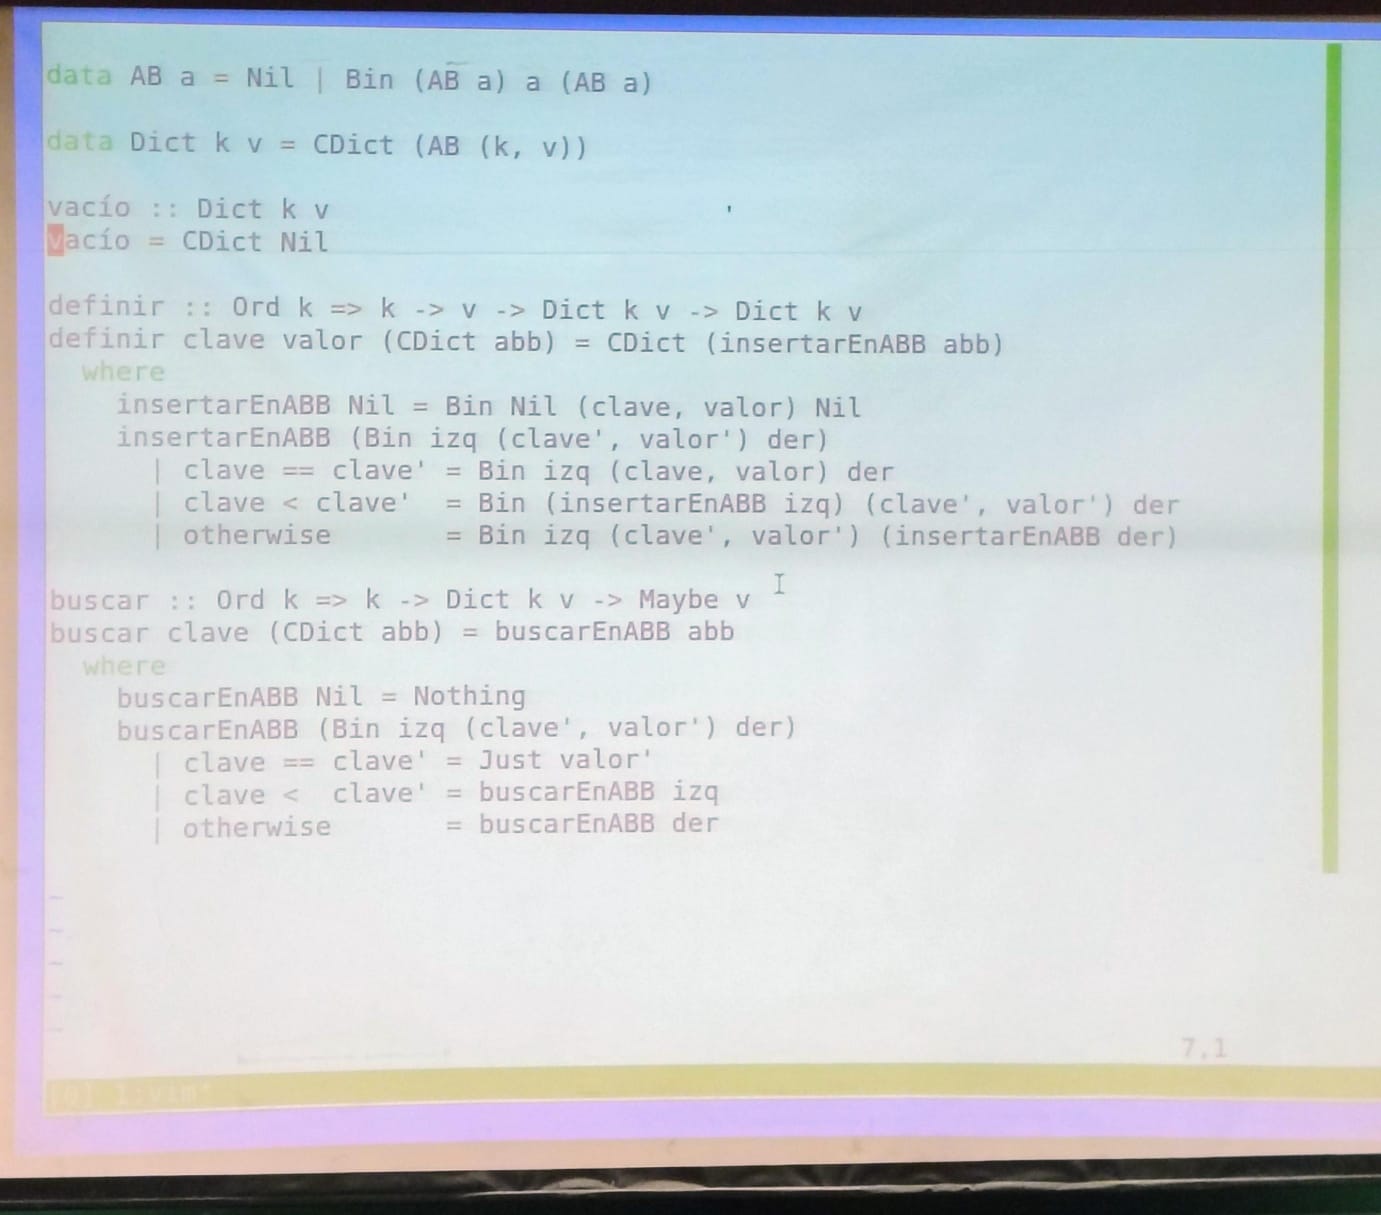 data AB a = Nil | Bin (AB a) a (AB a)
data Dict k v = CDict (AB (k, v))
vacío :: Dict k v
vacío = CDict Nil
definir :: Ord k => k -> v -> Dict k v -> Dict k v
definir clave valor (CDict abb) = CDict (insertarEnABB abb)
where
insertarEnABB Nil = Bin Nil (clave, valor) Nil
insertarEnABB (Bin izq (clave', valor') der)
| clave == clave' = Bin izq (clave, valor) der
| clave < clave' = Bin (insertarEnABB izq) (clave', valor') der
| otherwise = Bin izq (clave', valor') (insertarEnABB der)
buscar :: Ord k => k -> Dict k v -> Maybe v
buscar clave (CDict abb) = buscarEnABB abb
where
buscarEnABB Nil = Nothing
buscarEnABB (Bin izq (clave', valor') der)
| clave == clave' = Just valor'
| clave < clave' = buscarEnABB izq
| otherwise = buscarEnABB der
~
~
~
~
~
7,1
[0] 1:vim*